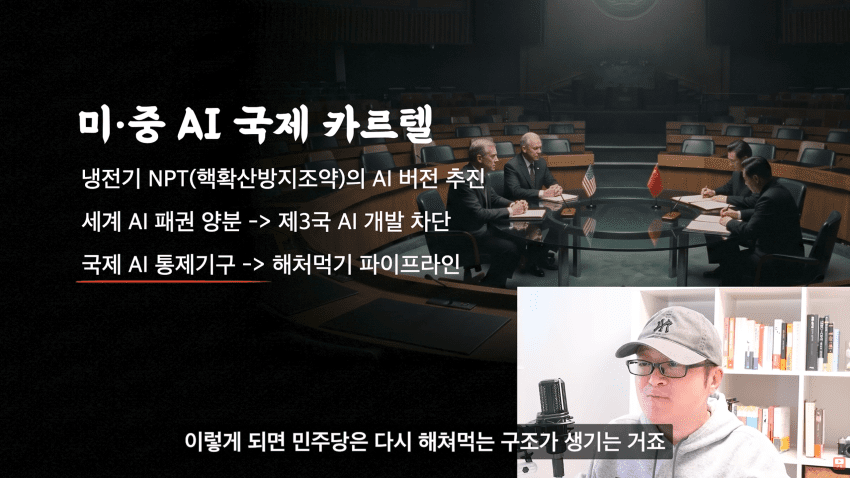 미·중 AI 국제 카르텔
냉전기 NPT(핵확산방지조약)의 AI 버전 추진
세계 AI 패권 양분 -> 제3국 AI 개발 차단
국제 AI 통제기구 -> 해처먹기 파이프라인
이렇게 되면 민주당은 다시 해쳐먹는 구조가 생기는 거죠